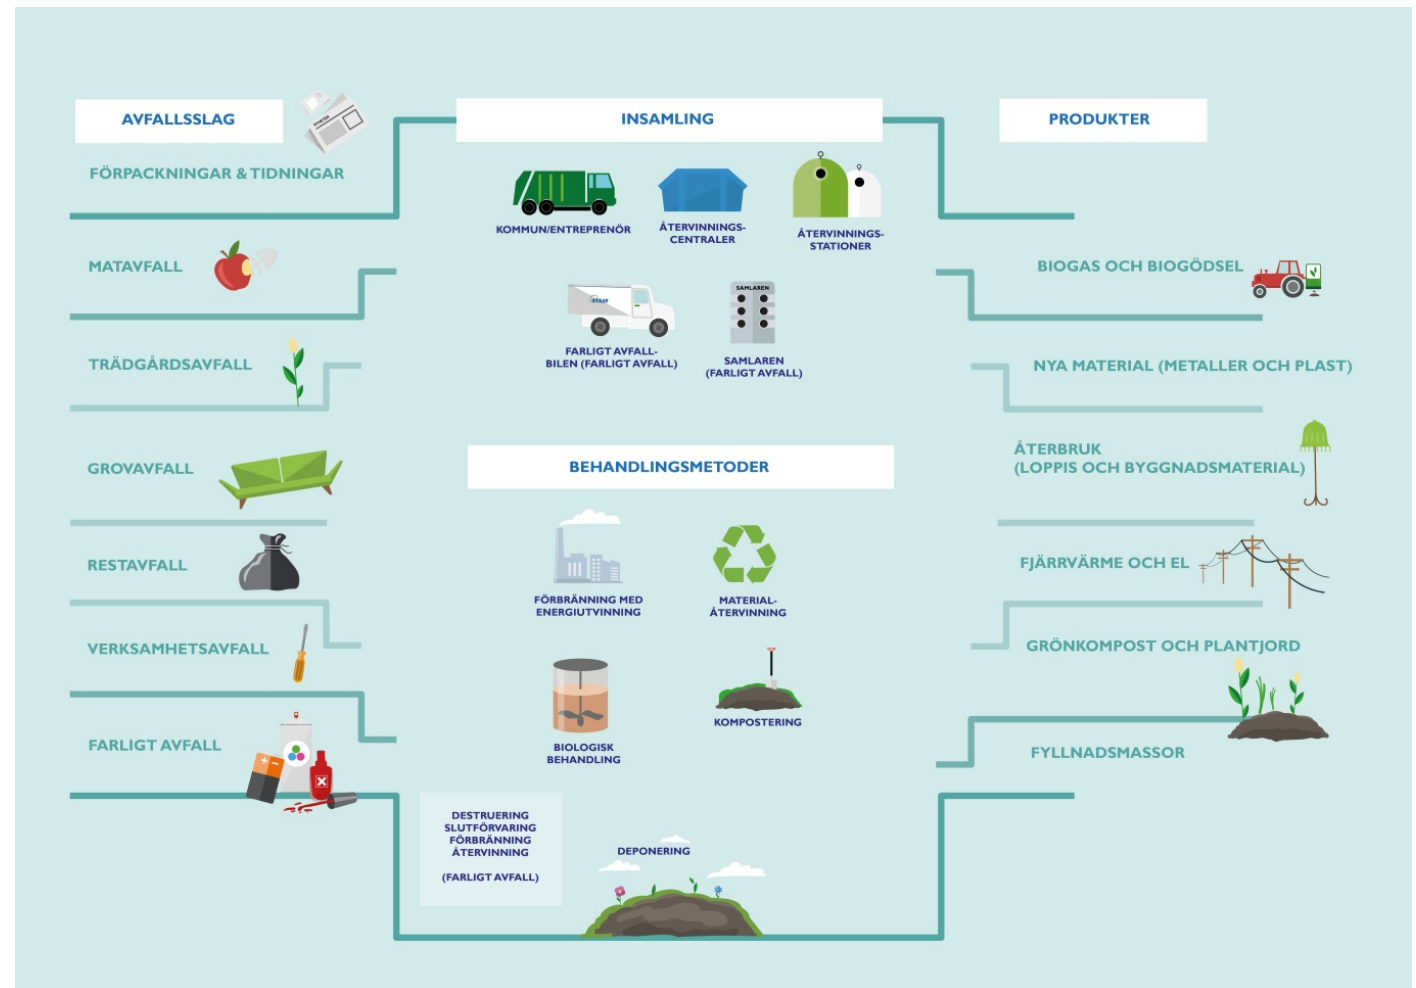 AVFALLSSLAG
FÖRPACKNINGAR & TIDNINGAR
MATAVFALL
TRÄDGÅRDSAVFALL
GROVAVFALL
RESTAVFALL
VERKSAMHETSAVFALL
FARLIGT AVFALL
INSAMLING
KOMMUN/ENTREPRENÖR
ÅTERVINNINGS-
CENTRALER
ÅTERVINNINGS-
STATIONER
FARLIGT AVFALL-
BILEN (FARLIGT AVFALL)
SAMLAREN
SAMLAREN
(FARLIGT AVFALL)
BEHANDLINGSMETODER
FÖRBRÄNNING MED
ENERGIUTVINNING
MATERIAL-
ÅTERVINNING
BIOLOGISK
BEHANDLING
KOMPOSTERING
DESTRUERING
SLUTFÖRVARING
FÖRBRÄNNING
ÅTERVINNING
(FARLIGT AVFALL)
DEPONERING
PRODUKTER
BIOGAS OCH BIOGÖDSEL
NYA MATERIAL (METALLER OCH PLAST)
ÅTERBRUK
(LOPPIS OCH BYGGNADSMATERIAL)
FJÄRRVÄRME OCH EL
GRÖNKOMPOST OCH PLANTJORD
FYLLNADSMASSOR